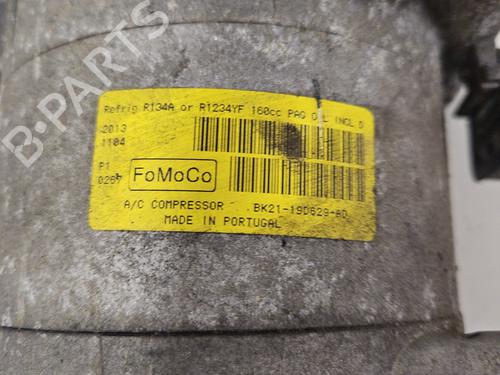 B-PARTS
Refrig R134A or R1234YF 160cc PAG OIL INCL D
2013
1104
P1
FoMoCo
A/C COMPRESSOR BK21-19D629-AD
MADE IN PORTUGAL